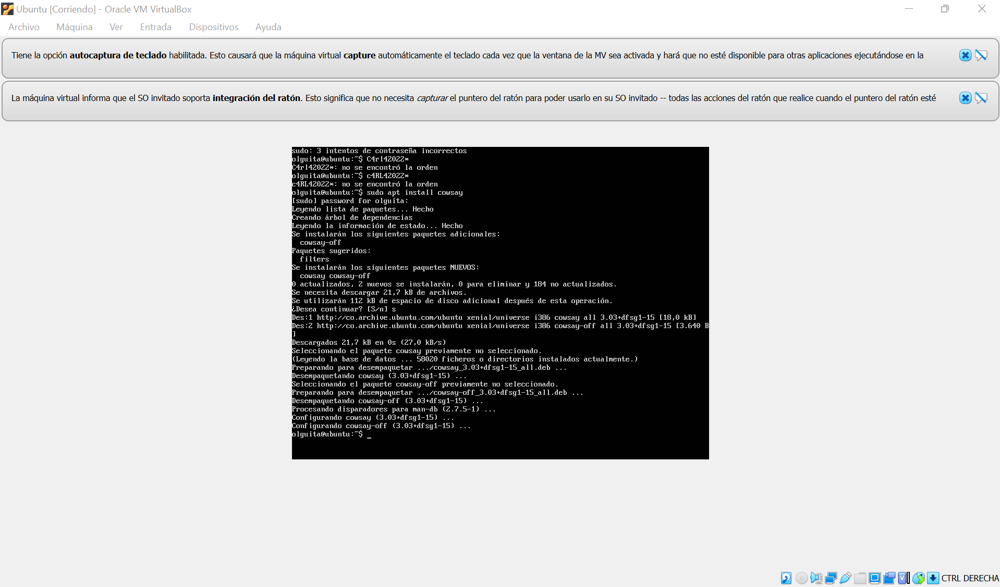 Ubuntu [Corriendo] - Oracle VM VirtualBox
Archivo Máquina Ver Entrada Dispositivos Ayuda
Tiene la opción autocaptura de teclado habilitada. Esto causará que la máquina virtual capture automáticamente el teclado cada vez que la ventana de la MV sea activada y hará que no esté disponible para otras aplicaciones ejecutándose en la
La máquina virtual informa que el SO invitado soporta integración del ratón. Esto significa que no necesita capturar el puntero del ratón para poder usarlo en su SO invitado -- todas las acciones del ratón que realice cuando el puntero del ratón esté
sudo: 3 intentos de contraseña incorrectos
olguita@ubuntu:~$ C4rl42022*
C4rl42022*: no se encontró la orden
olguita@ubuntu:~$ c4RL42022*
c4RL42022*: no se encontró la orden
olguita@ubuntu:~$ sudo apt install cowsay
[sudo] password for olguita:
Leyendo lista de paquetes... Hecho
Creando árbol de dependencias
Leyendo la información de estado... Hecho
Se instalarán los siguientes paquetes adicionales:
  cowsay-off
Paquetes sugeridos:
  filters
Se instalarán los siguientes paquetes NUEVOS:
  cowsay cowsay-off
0 actualizados, 2 nuevos se instalarán, 0 para eliminar y 184 no actualizados.
Se necesita descargar 21,7 kB de archivos.
Se utilizarán 112 kB de espacio de disco adicional después de esta operación.
¿Desea continuar? [S/n] s
Des:1 http://co.archive.ubuntu.com/ubuntu xenial/universe i386 cowsay all 3.03+dfsg1-15 [18,0 kB]
Des:2 http://co.archive.ubuntu.com/ubuntu xenial/universe i386 cowsay-off all 3.03+dfsg1-15 [3.640 B
]
Descargados 21,7 kB en 0s (27,0 kB/s)
Seleccionando el paquete cowsay previamente no seleccionado.
(Leyendo la base de datos ... 58020 ficheros o directorios instalados actualmente.)
Preparando para desempaquetar .../cowsay_3.03+dfsg1-15_all.deb ...
Desempaquetando cowsay (3.03+dfsg1-15) ...
Seleccionando el paquete cowsay-off previamente no seleccionado.
Preparando para desempaquetar .../cowsay-off_3.03+dfsg1-15_all.deb ...
Desempaquetando cowsay-off (3.03+dfsg1-15) ...
Procesando disparadores para man-db (2.7.5-1) ...
Configurando cowsay (3.03+dfsg1-15) ...
Configurando cowsay-off (3.03+dfsg1-15) ...
olguita@ubuntu:~$ _
CTRL DERECHA